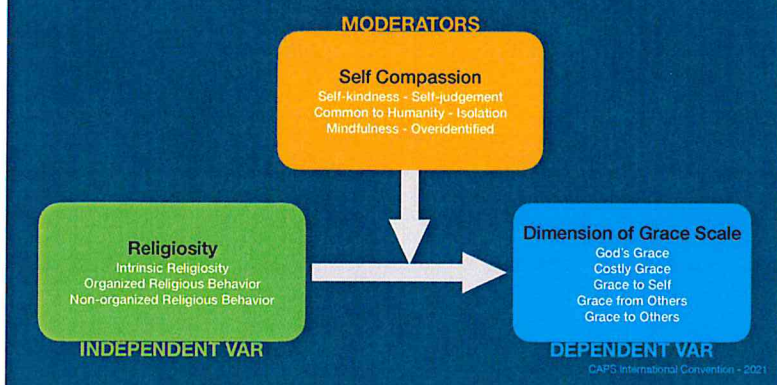 MODERATORS
Self Compassion
Self-kindness - Self-judgement
Common to Humanity - Isolation
Mindfulness - Overidentified
Religiosity
Intrinsic Religiosity
Organized Religious Behavior
Non-organized Religious Behavior
INDEPENDENT VAR
Dimension of Grace Scale
God's Grace
Costly Grace
Grace to Self
Grace from Others
Grace to Others
DEPENDENT VAR
CAPS International Convention - 2021